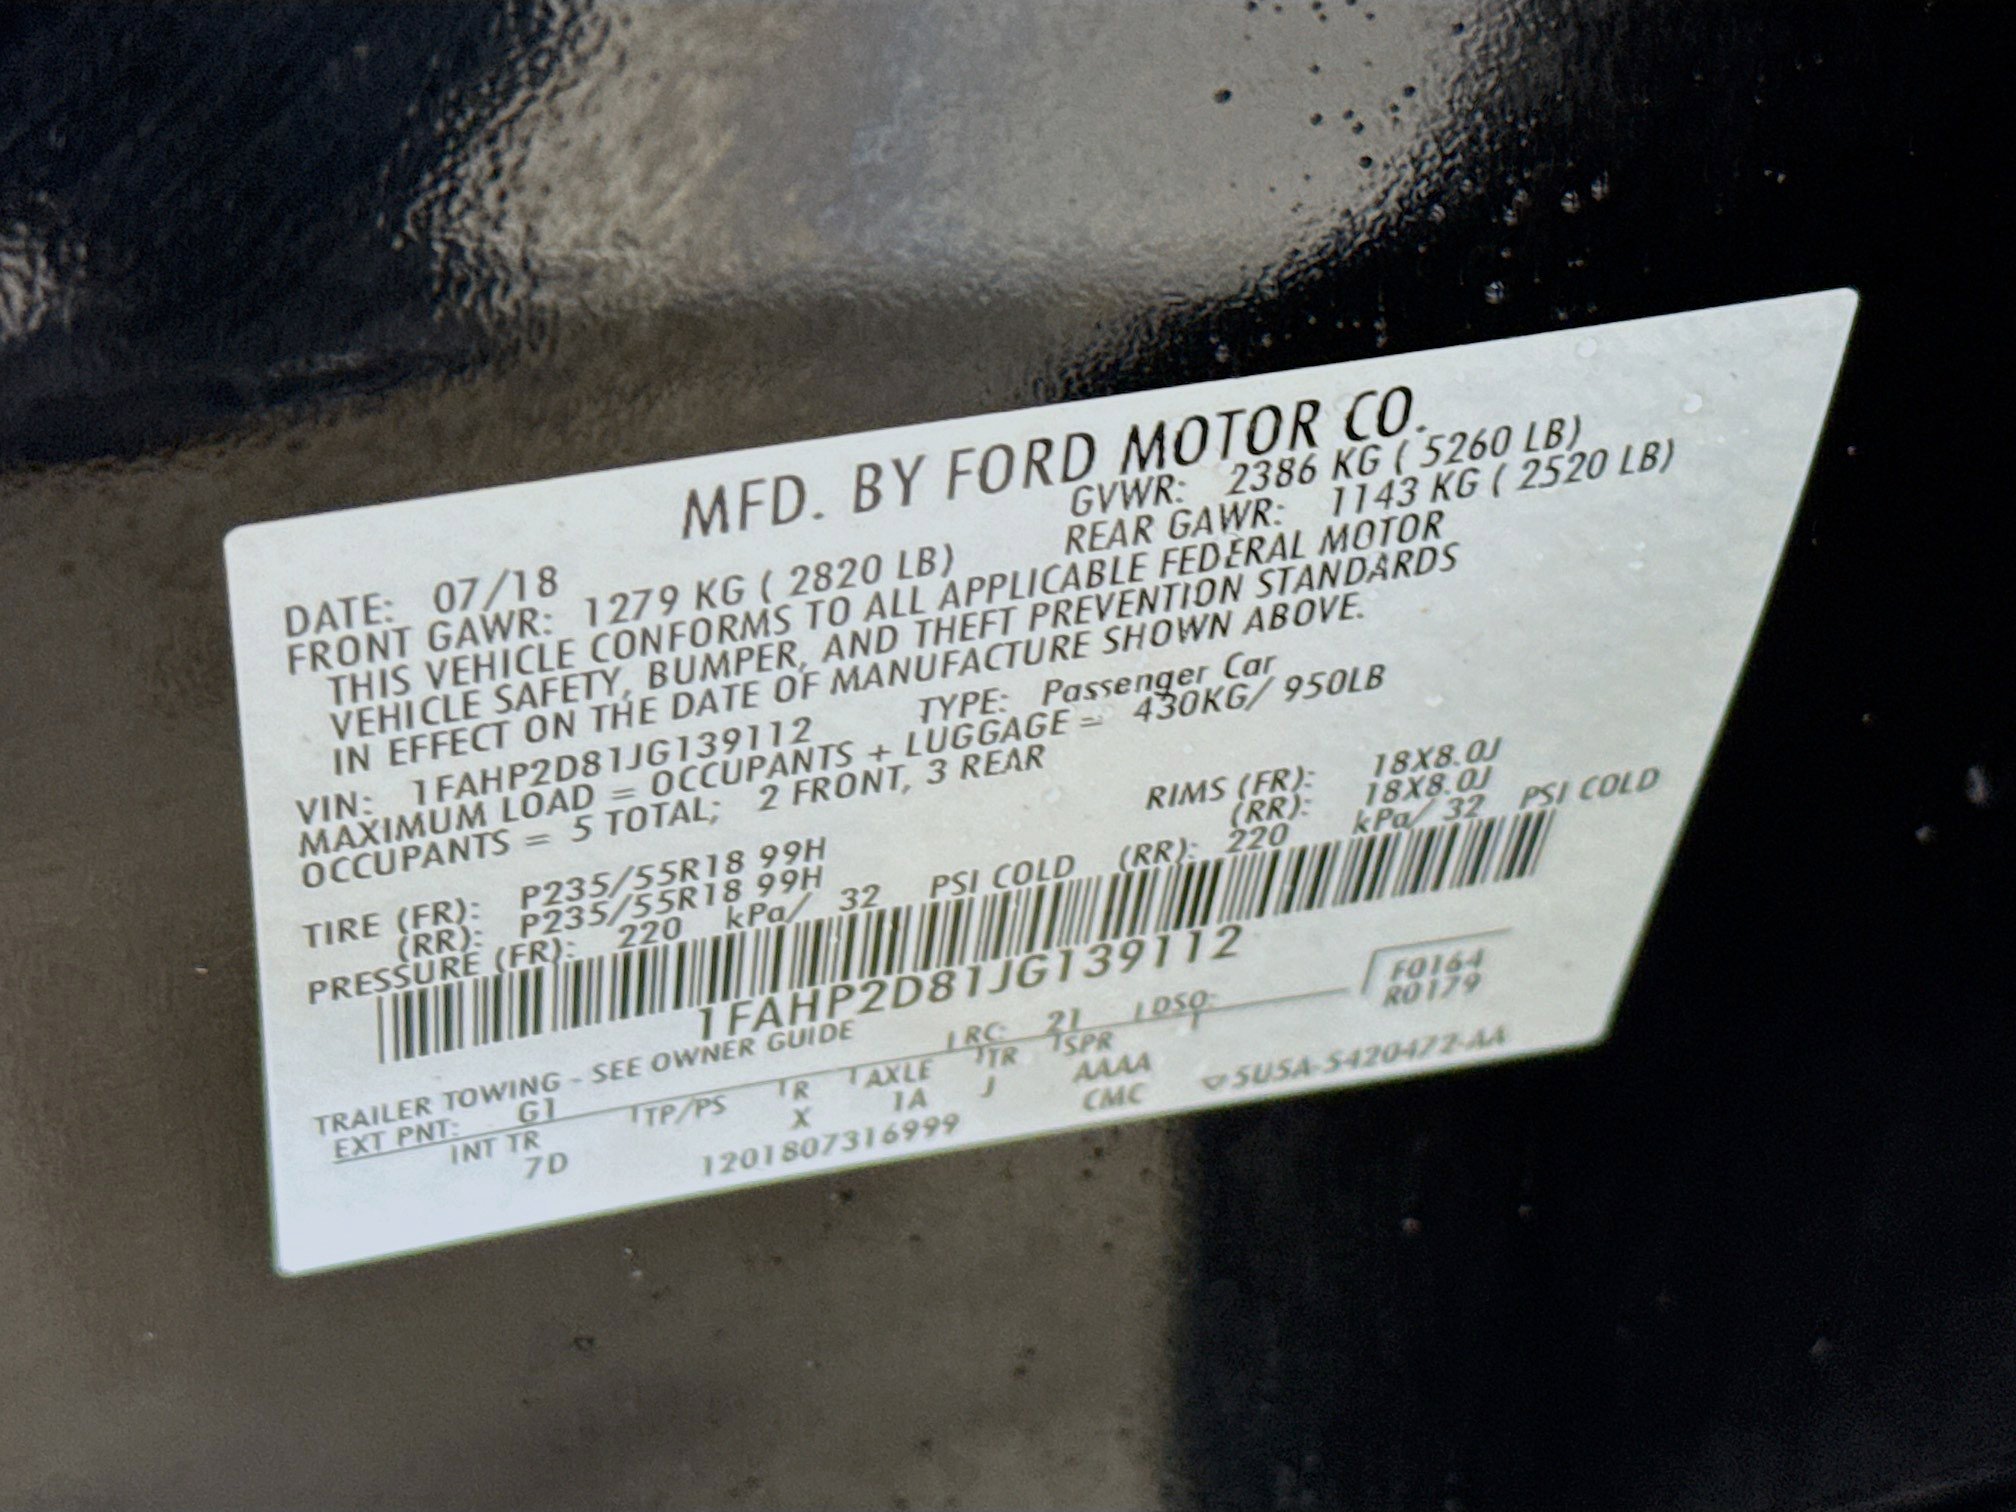 MFD. BY FORD MOTOR CO.
DATE: 07/18 GVWR: 2386 KG ( 5260 LB)
FRONT GAWR: 1279 KG ( 2820 LB) REAR GAWR: 1143 KG ( 2520 LB)
THIS VEHICLE CONFORMS TO ALL APPLICABLE FEDERAL MOTOR
VEHICLE SAFETY, BUMPER, AND THEFT PREVENTION STANDARDS
IN EFFECT ON THE DATE OF MANUFACTURE SHOWN ABOVE.
VIN: 1FAHP2D81JG139112 TYPE: Passenger Car
MAXIMUM LOAD = OCCUPANTS + LUGGAGE = 430KG/ 950LB
OCCUPANTS = 5 TOTAL; 2 FRONT, 3 REAR
TIRE (FR): P235/55R18 99H RIMS (FR): 18X8.0J
(RR): P235/55R18 99H (RR): 18X8.0J
PRESSURE (FR): 220 kPa/ 32 PSI COLD (RR): 220 kPa/ 32 PSI COLD
1FAHP2D81JG139112
F0164
R0179
TRAILER TOWING - SEE OWNER GUIDE
EXT PNT: G1 RC: 21 DSO:
INT TR TP/PS R AXLE TR SPR
7D X 1A J AAAA
1201807316999 CMC 5USA-5420472-AA